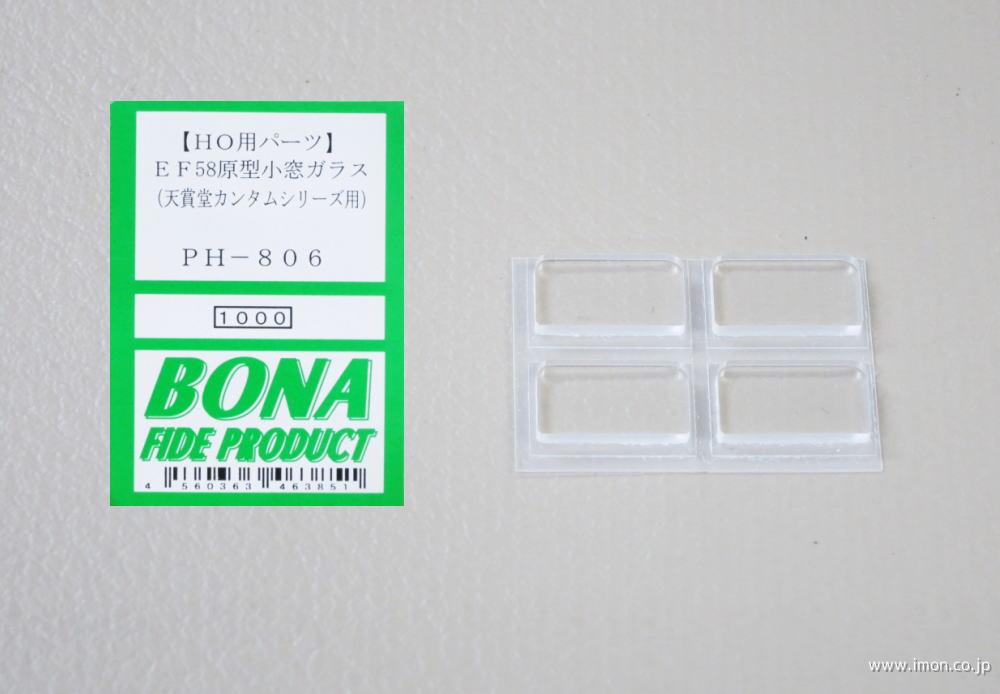 【HO用パーツ】
ＥＦ58原型小窓ガラス
(天賞堂カンタムシリーズ用)
ＰＨ－８０６
１０００
BONA
FIDE PRODUCT
4 560363 463851
www.imon.co.jp